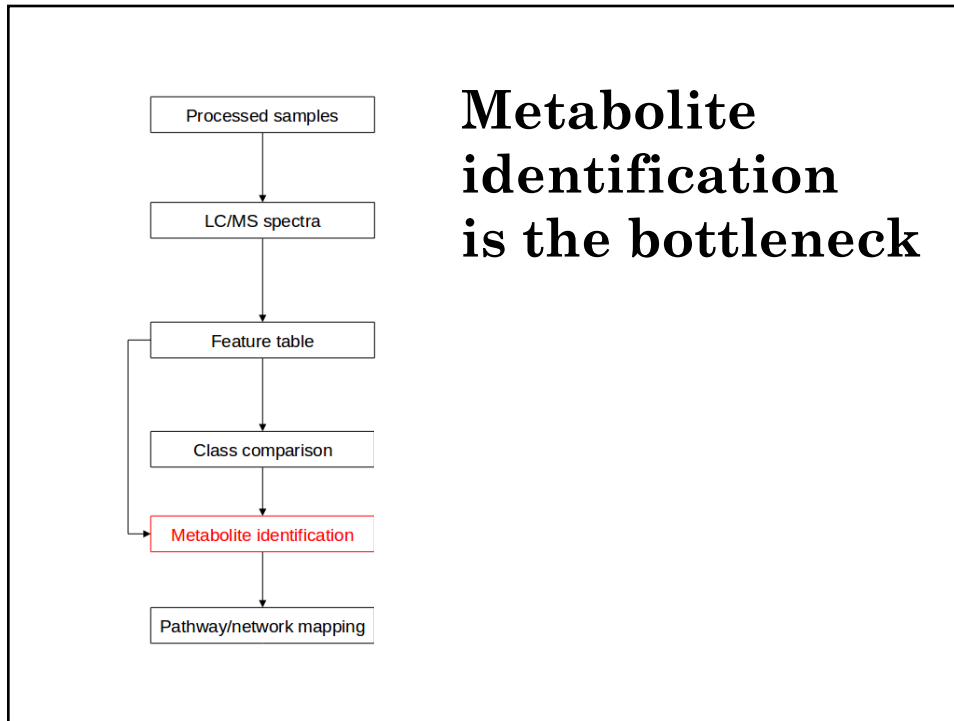 Metabolite
identification
is the bottleneck
Processed samples
LC/MS spectra
Feature table
Class comparison
Metabolite identification
Pathway/network mapping